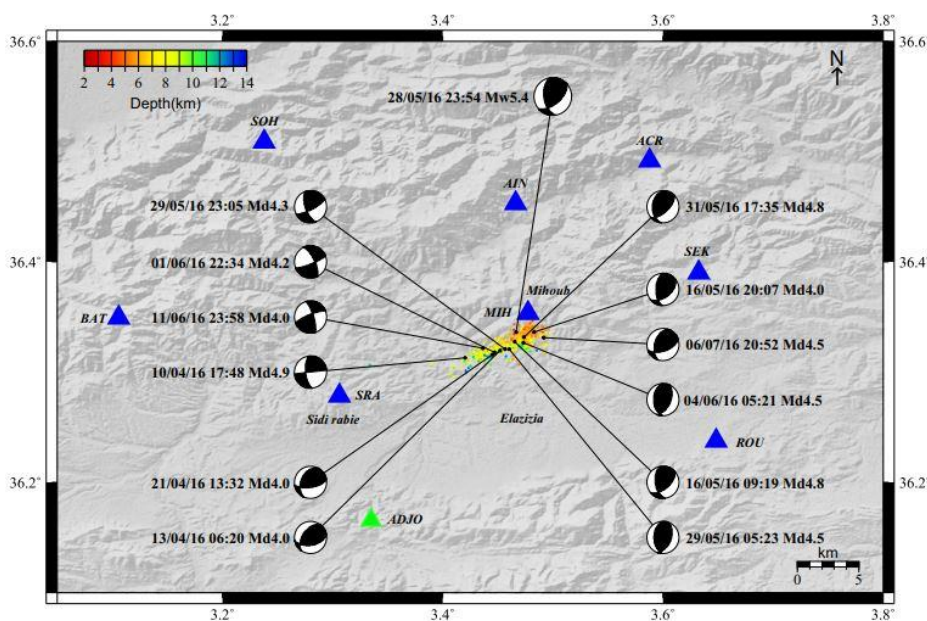 3.2° 3.4° 3.6° 3.8°
36.6° 36.6°
2 4 6 8 10 12 14
Depth(km)
N
28/05/16 23:54 Mw5.4
SOH
ACR
AIN
29/05/16 23:05 Md4.3
31/05/16 17:35 Md4.8
01/06/16 22:34 Md4.2
36.4° 36.4°
SEK
Mihoub
16/05/16 20:07 Md4.0
MIH
BAT
11/06/16 23:58 Md4.0
06/07/16 20:52 Md4.5
10/04/16 17:48 Md4.9
SRA
04/06/16 05:21 Md4.5
Sidi rabie
Elazizia
ROU
36.2° 36.2°
21/04/16 13:32 Md4.0
16/05/16 09:19 Md4.8
ADJO
13/04/16 06:20 Md4.0
29/05/16 05:23 Md4.5
km
0 5
3.2° 3.4° 3.6° 3.8°